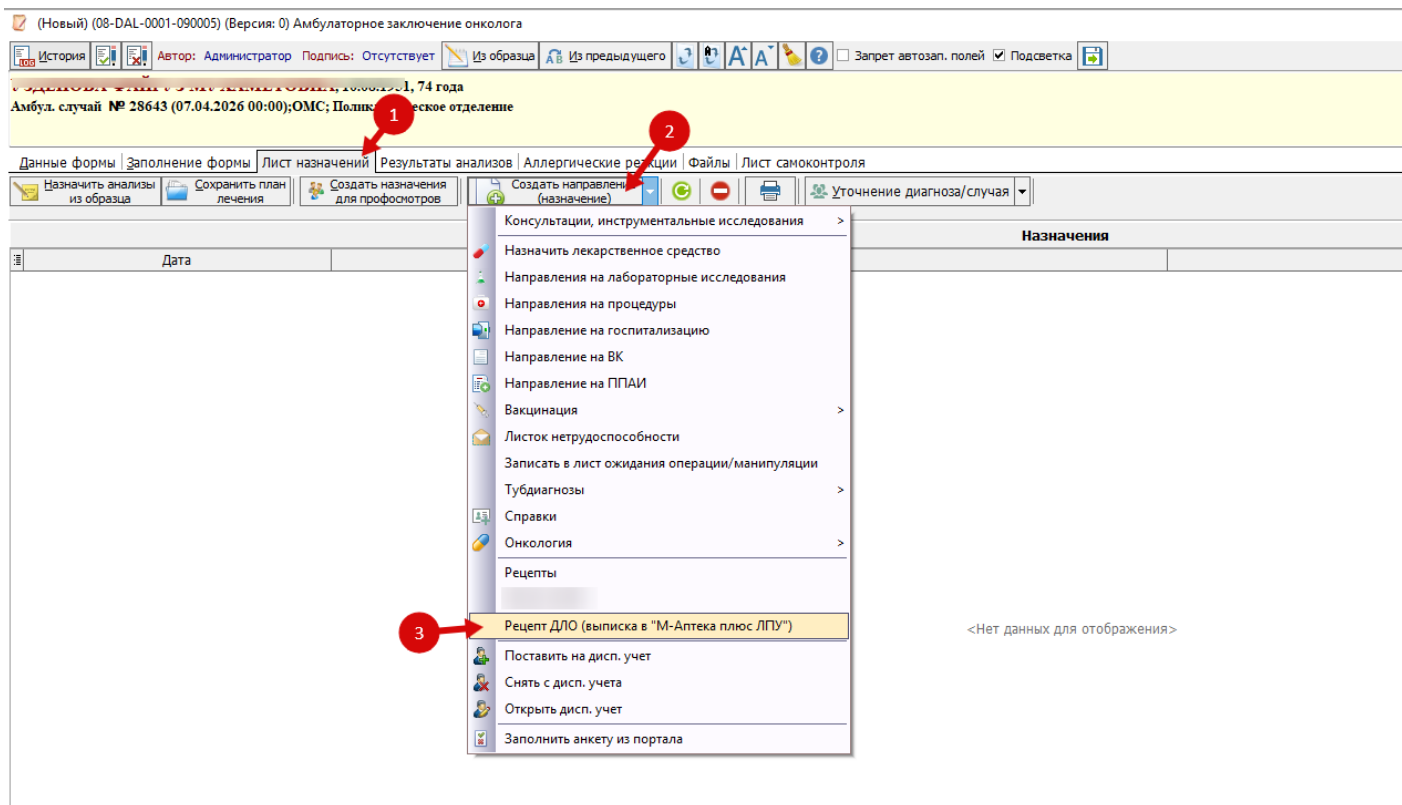 (Новый) (08-DAL-0001-090005) (Версия: 0) Амбулаторное заключение онколога
История Автор: Администратор Подпись: Отсутствует Из образца Из предыдущего Запрет автозап. полей Подсветка
74 года
Амбул. случай № 28643 (07.04.2026 00:00);ОМС;
1
2
Данные формы Заполнение формы Лист назначений Результаты анализов Аллергические реакции Файлы Лист самоконтроля
Назначить анализы из образца
Сохранить план лечения
Создать назначения для профосмотров
Создать направление (назначение)
Уточнение диагноза/случая
Назначения
Дата
Консультации, инструментальные исследования >
Назначить лекарственное средство
Направления на лабораторные исследования
Направления на процедуры
Направление на госпитализацию
Направление на ВК
Направление на ППАИ
Вакцинация >
Листок нетрудоспособности
Записать в лист ожидания операции/манипуляции
Тубдиагнозы >
Справки
Онкология >
Рецепты
3
Рецепт ДЛО (выписка в "М-Аптека плюс ЛПУ")
<Нет данных для отображения>
Поставить на дисп. учет
Снять с дисп. учета
Открыть дисп. учет
Заполнить анкету из портала